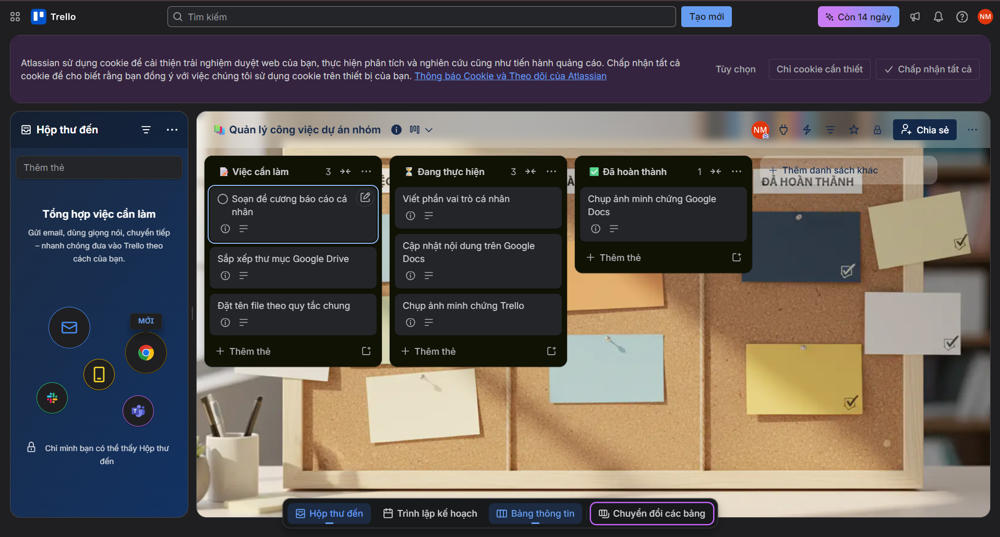 Trello
Tìm kiếm
Tạo mới
Còn 14 ngày
NM
Atlassian sử dụng cookie để cải thiện trải nghiệm duyệt web của bạn, thực hiện phân tích và nghiên cứu cũng như tiến hành quảng cáo. Chấp nhận tất cả
cookie để cho biết rằng bạn đồng ý với việc chúng tôi sử dụng cookie trên thiết bị của bạn. Thông báo Cookie và Theo dõi của Atlassian
Tùy chọn
Chỉ cookie cần thiết
Chấp nhận tất cả
Hộp thư đến
Thêm thẻ
Tổng hợp việc cần làm
Gửi email, dùng giọng nói, chuyển tiếp
– nhanh chóng đưa vào Trello theo
cách của bạn.
MỚI
Chỉ mình bạn có thể thấy Hộp thư
đến
Quản lý công việc dự án nhóm
NM
Chia sẻ
Việc cần làm
3
Soạn đề cương báo cáo cá
nhân
Sắp xếp thư mục Google Drive
Đặt tên file theo quy tắc chung
Thêm thẻ
Đang thực hiện
3
Viết phần vai trò cá nhân
Cập nhật nội dung trên Google
Docs
Chụp ảnh minh chứng Trello
Thêm thẻ
Đã hoàn thành
1
Chụp ảnh minh chứng Google
Docs
Thêm thẻ
Thêm danh sách khác
ĐẢ HOÀN THÀNH
Hộp thư đến
Trình lập kế hoạch
Bảng thông tin
Chuyển đổi các bảng